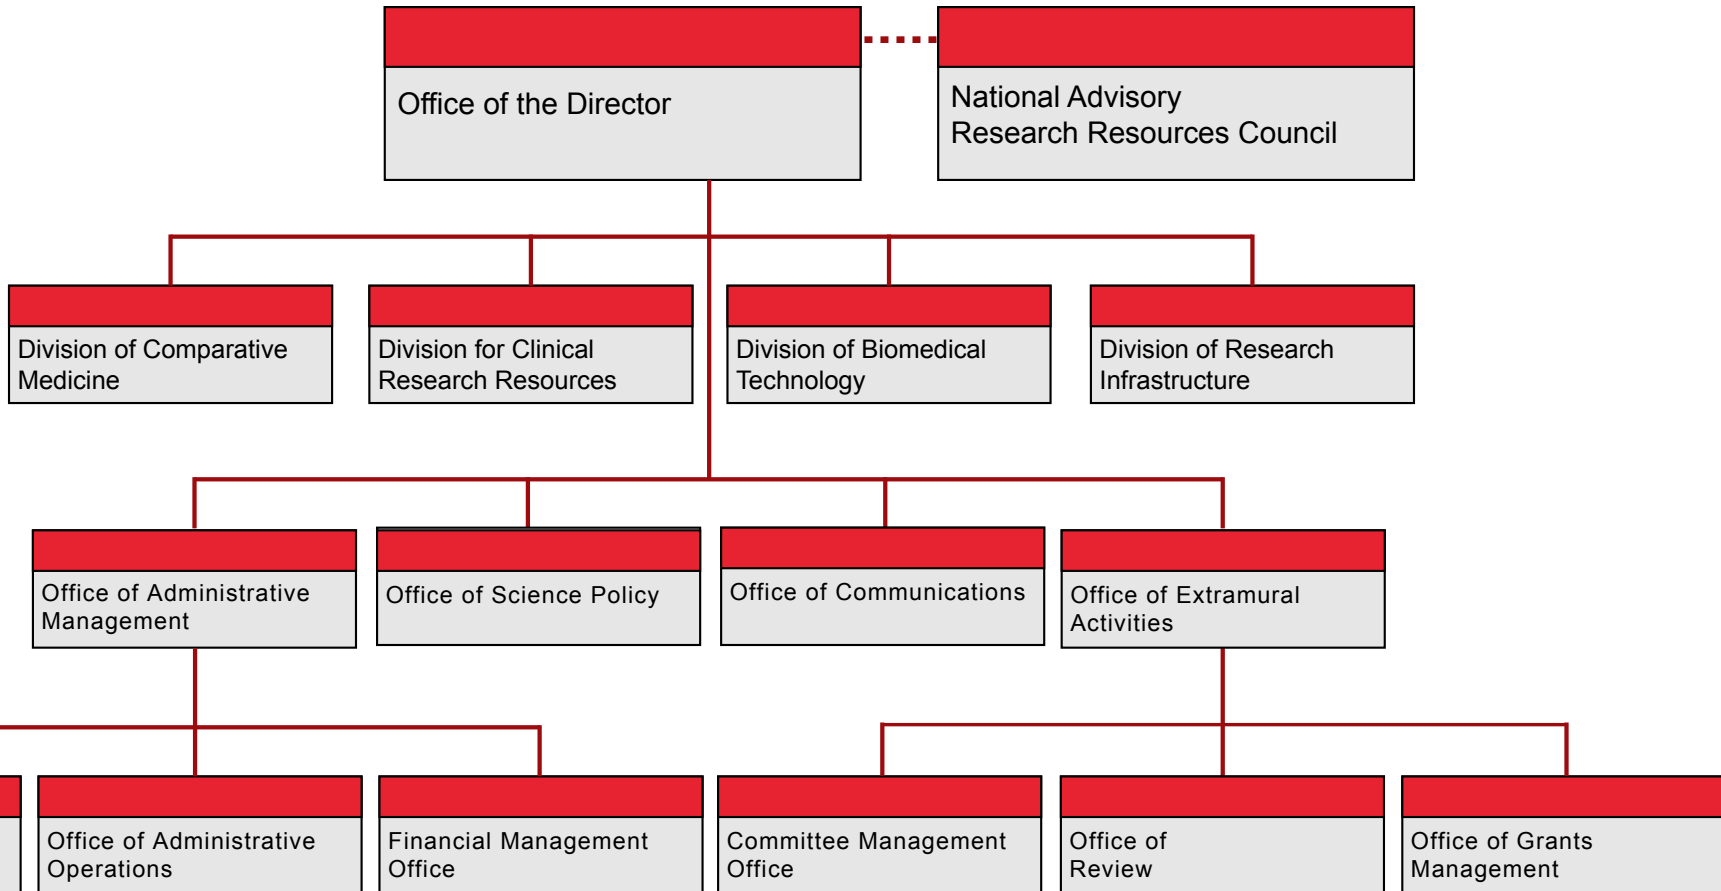 Office of the Director
National Advisory
Research Resources Council
Division of Comparative
Medicine
Division for Clinical
Research Resources
Division of Biomedical
Technology
Division of Research
Infrastructure
Office of Administrative
Management
Office of Science Policy
Office of Communications
Office of Extramural
Activities
Office of Administrative
Operations
Financial Management
Office
Committee Management
Office
Office of
Review
Office of Grants
Management